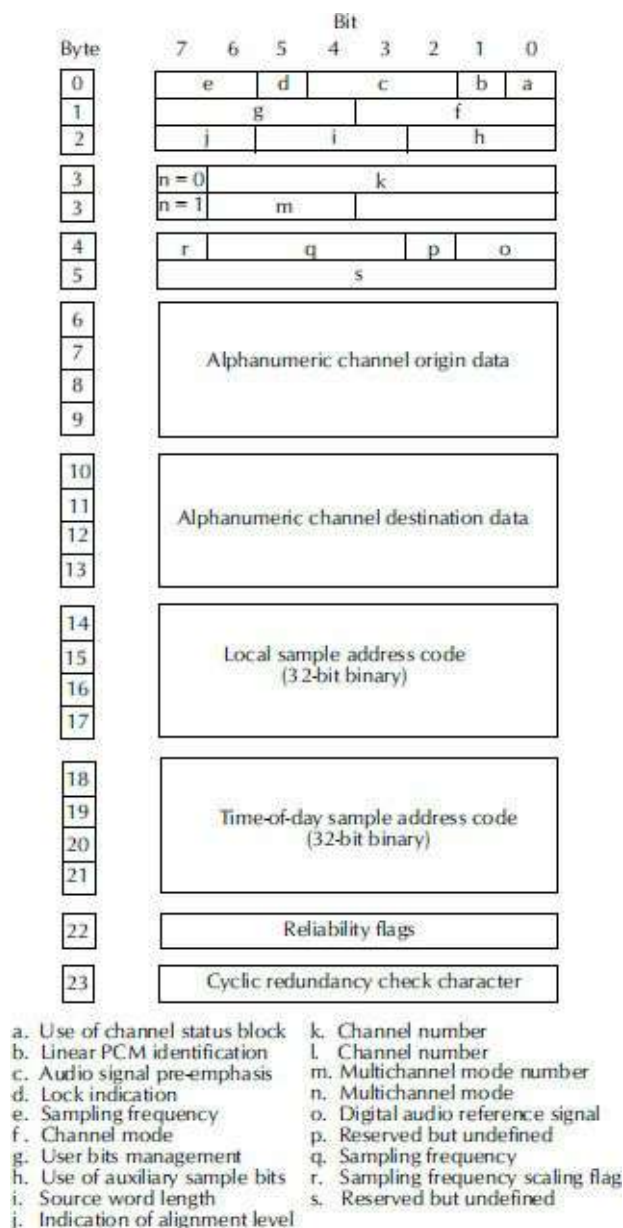 Bit
Byte 7 6 5 4 3 2 1 0
0 e d c b a
1 g f
2 j i h
3 n = 0 k
3 n = 1 m
4 r q p o
5 s
6
7 Alphanumeric channel origin data
8
9
10
11 Alphanumeric channel destination data
12
13
14
15 Local sample address code
16 (32-bit binary)
17
18
19 Time-of-day sample address code
20 (32-bit binary)
21
22 Reliability flags
23 Cyclic redundancy check character
a. Use of channel status block
b. Linear PCM identification
c. Audio signal pre-emphasis
d. Lock indication
e. Sampling frequency
f. Channel mode
g. User bits management
h. Use of auxiliary sample bits
i. Source word length
j. Indication of alignment level
k. Channel number
l. Channel number
m. Multichannel mode number
n. Multichannel mode
o. Digital audio reference signal
p. Reserved but undefined
q. Sampling frequency
r. Sampling frequency scaling flag
s. Reserved but undefined